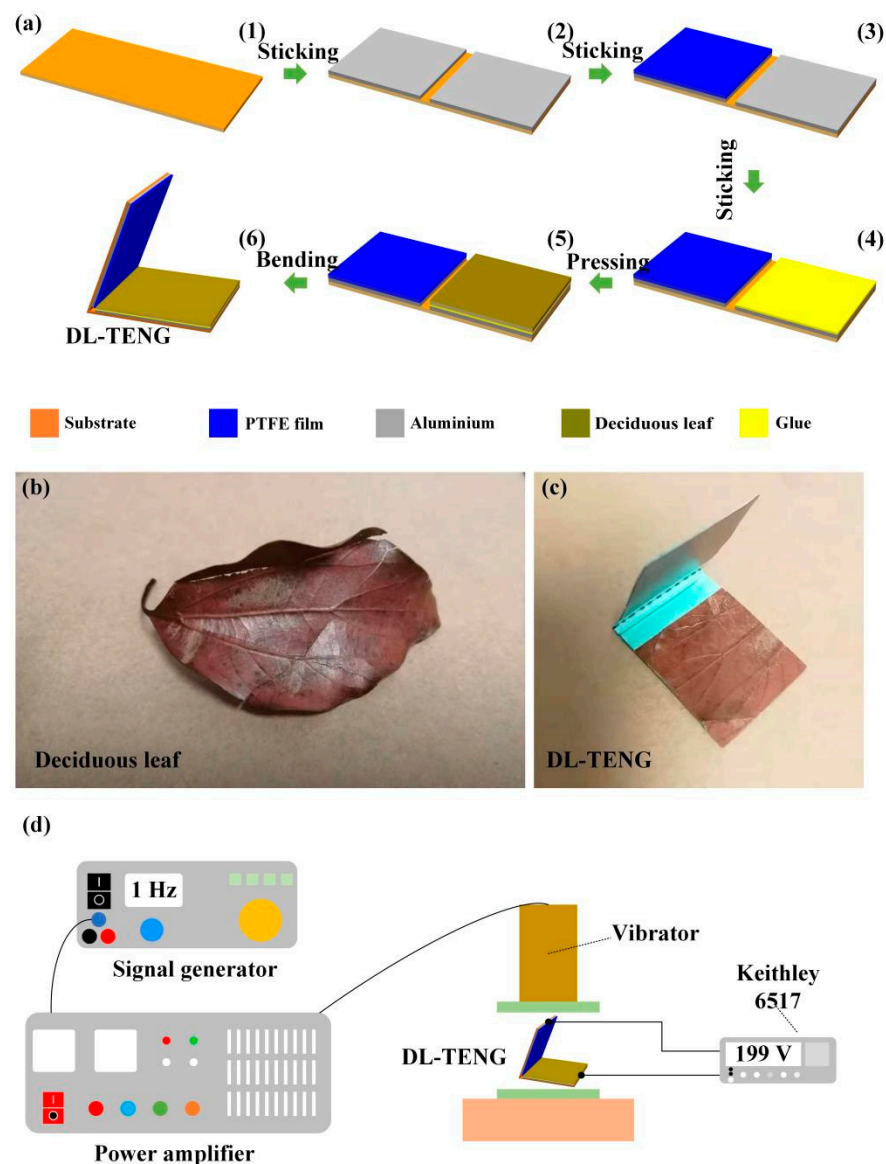 (a)
(1)
Sticking
(2)
Sticking
(3)
Sticking
(4)
Pressing
(5)
Bending
(6)
DL-TENG
Substrate
PTFE film
Aluminium
Deciduous leaf
Glue
(b)
Deciduous leaf
(c)
DL-TENG
(d)
1 Hz
Signal generator
Power amplifier
Vibrator
DL-TENG
Keithley
6517
199 V